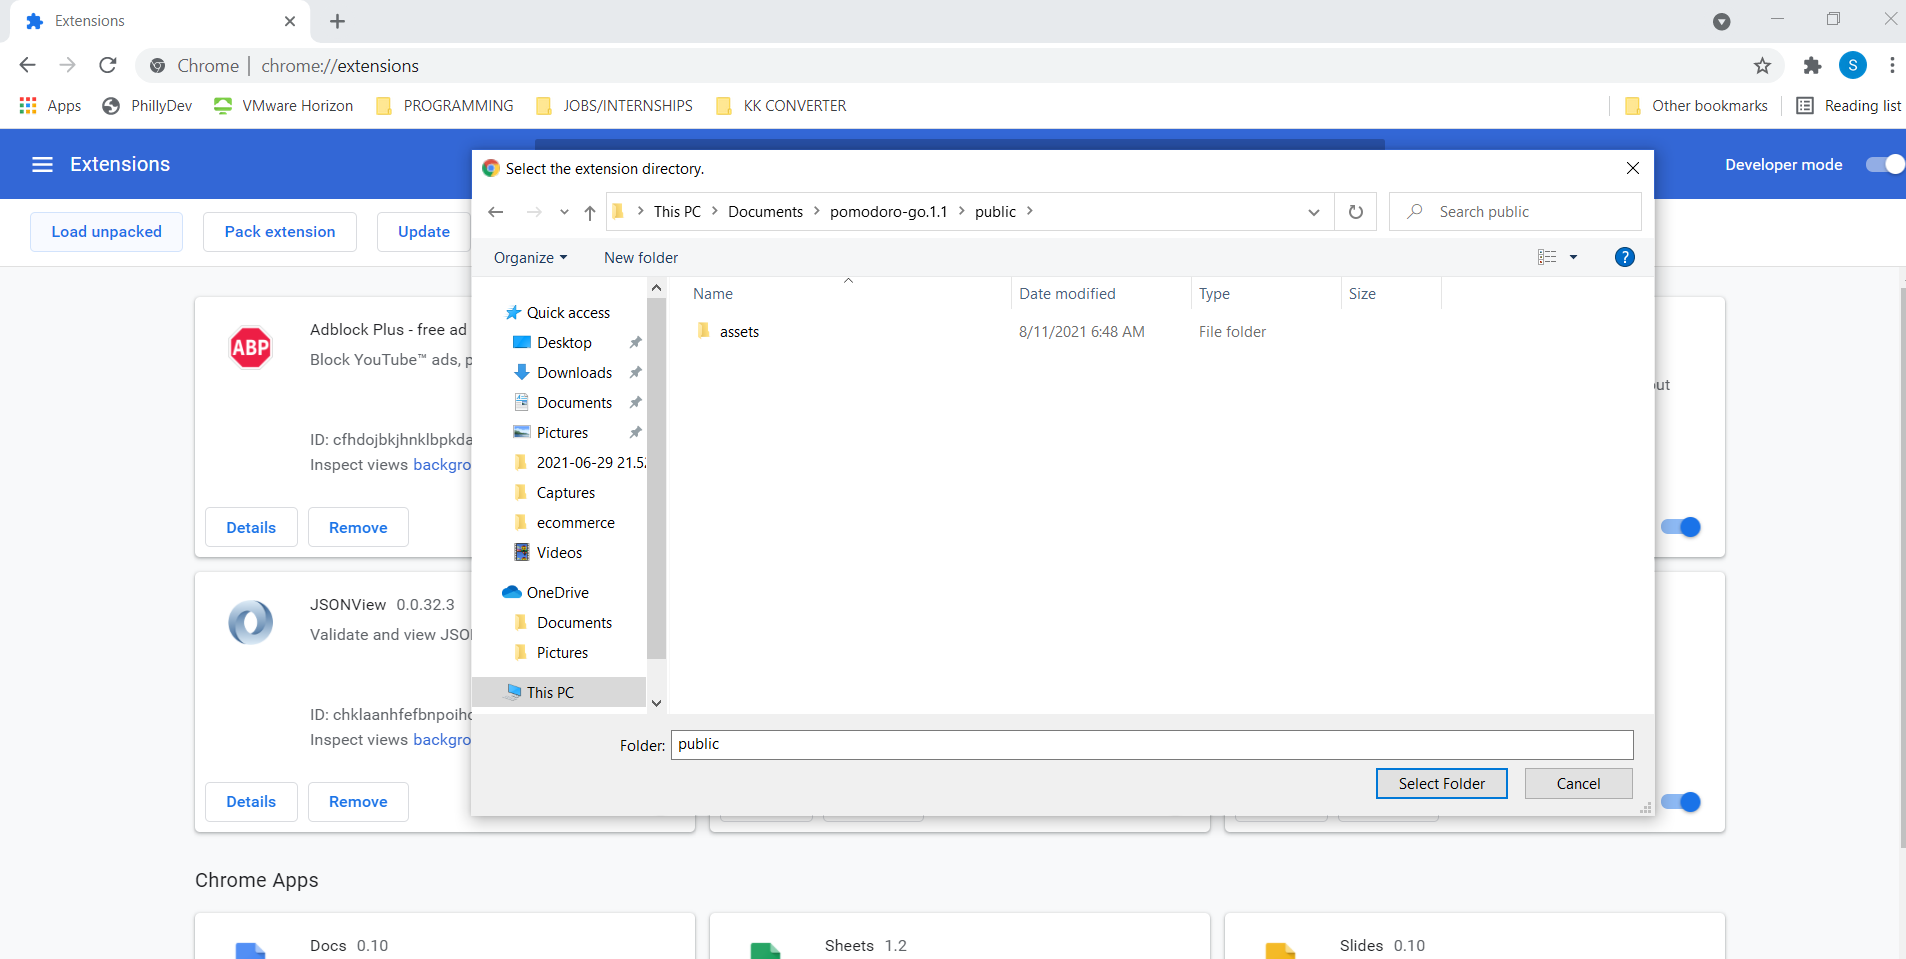 Extensions
Chrome | chrome://extensions
S
Apps PhillyDev VMware Horizon PROGRAMMING JOBS/INTERNSHIPS KK CONVERTER Other bookmarks Reading list
Extensions
Developer mode
Load unpacked Pack extension Update
Select the extension directory.
This PC > Documents > pomodoro-go.1.1 > public >
Search public
Organize New folder
?
Name Date modified Type Size
assets 8/11/2021 6:48 AM File folder
Quick access
Desktop
Downloads
Documents
Pictures
2021-06-29 21.52
Captures
ecommerce
Videos
OneDrive
Documents
Pictures
This PC
Folder: public
Select Folder Cancel
ABP
Adblock Plus - free ad
Block YouTube™ ads, p
out
ID: cfhdojbkjhnklbpkda
Inspect views backgro
Details Remove
JSONView 0.0.32.3
Validate and view JSO
ID: chklaanhfefbnpoihc
Inspect views backgro
Details Remove
Chrome Apps
Docs 0.10
Sheets 1.2
Slides 0.10